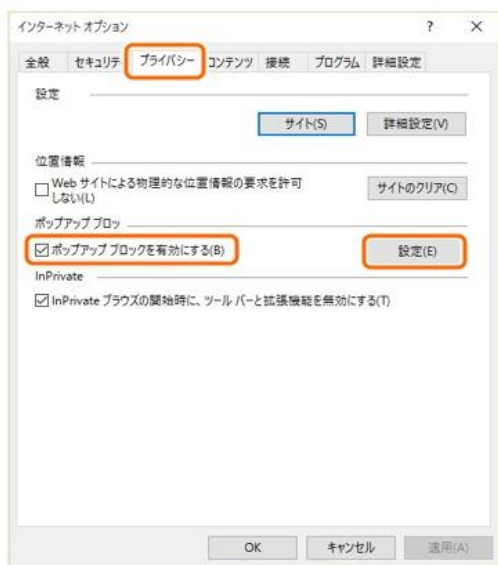 インターネット オプション ? ×
全般 セキュリティ プライバシー コンテンツ 接続 プログラム 詳細設定
設定
サイト(S) 詳細設定(V)
位置情報
Web サイトによる物理的な位置情報の要求を許可
しない(L)
サイトのクリア(C)
ポップアップ ブロッ
ポップアップ ブロックを有効にする(B) 設定(E)
InPrivate
InPrivate ブラウズの開始時に、ツール バーと拡張機能を無効にする(T)
OK キャンセル 適用(A)